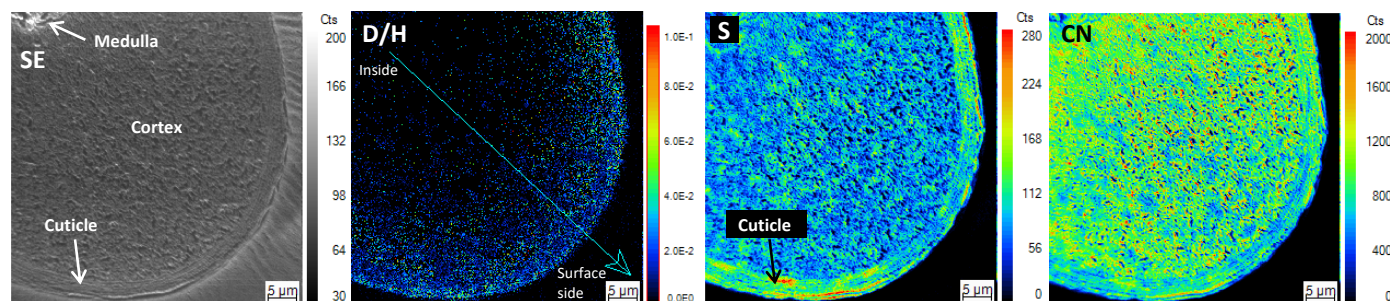 SE
Medulla
Cortex
Cuticle
5 μm
Cts
200
166
132
98
64
30
D/H
Inside
Surface
side
5 μm
1.0E-1
8.0E-2
6.0E-2
4.0E-2
2.0E-2
0.0E0
S
Cuticle
5 μm
Cts
280
224
168
112
56
0
CN
5 μm
Cts
2000
1600
1200
800
400
0